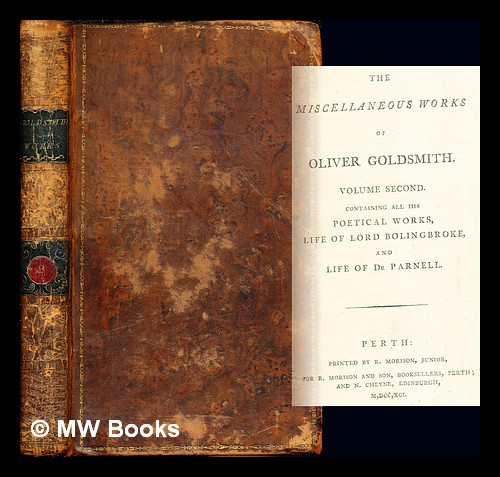 GOLDSMITH
WORKS
THE
MISCELLANEOUS WORKS
OF
OLIVER GOLDSMITH.
VOLUME SECOND.
CONTAINING ALL HIS
POETICAL WORKS,
LIFE OF LORD BOLINGBROKE,
AND
LIFE OF DR PARNELL.
PERTH:
PRINTED BY R. MORISON, JUNIOR,
FOR R. MORISON AND SON, BOOKSELLERS, PERTH;
AND N. CHEYNE, EDINBURGH,
M,DCC,XCI.
© MW Books